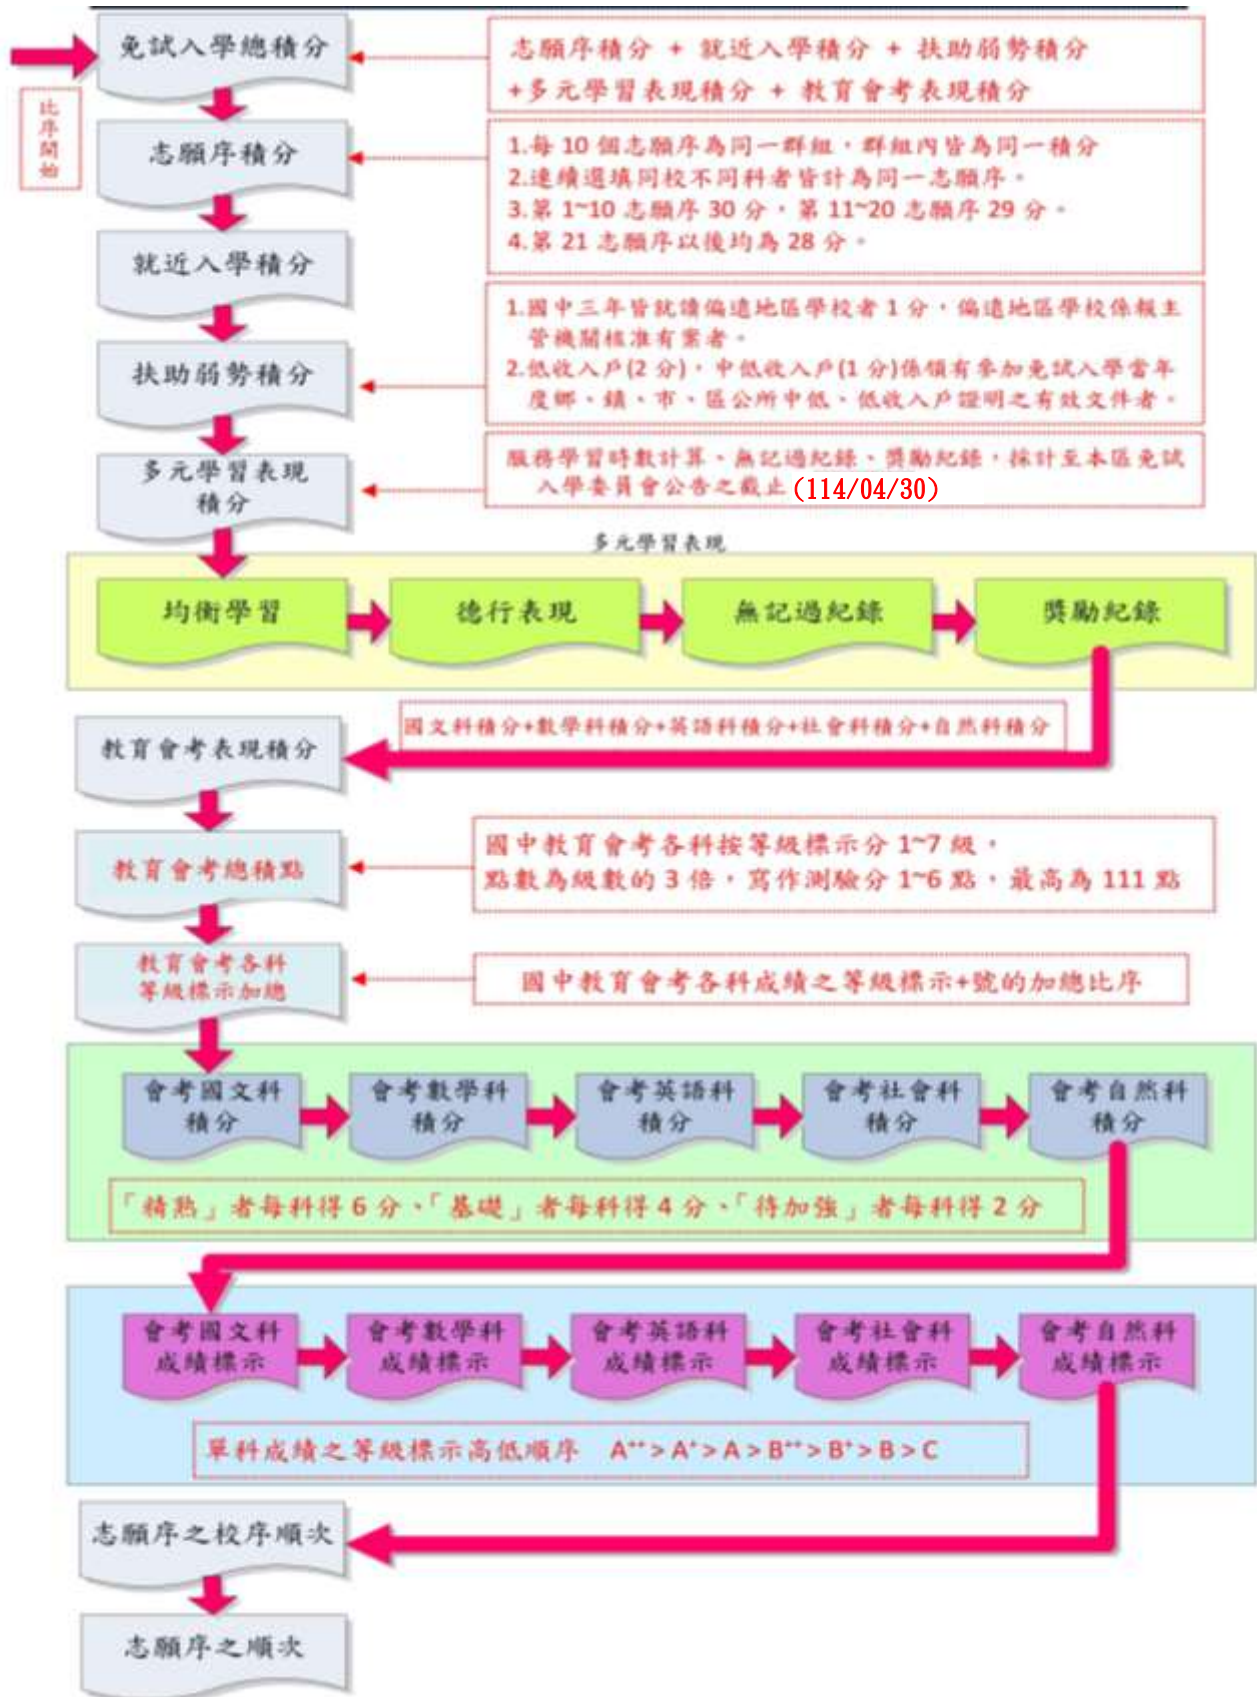 免試入學總積分
志願序積分 + 就近入學積分 + 扶助弱勢積分
+多元學習表現積分 + 教育會考表現積分
比序開始
志願序積分
1.每 10 個志願序為同一群組，群組內皆為同一積分
2.連續選填同校不同科者皆計為同一志願序。
3.第 1~10 志願序 30 分，第 11~20 志願序 29 分。
4.第 21 志願序以後均為 28 分。
就近入學積分
扶助弱勢積分
1.國中三年皆就讀偏遠地區學校者 1 分，偏遠地區學校係報主
管機關核准有案者。
2.低收入戶(2 分)，中低收入戶(1 分)係領有參加免試入學當年
度鄉、鎮、市、區公所中低、低收入戶證明之有效文件者。
多元學習表現
積分
服務學習時數計算、無記過紀錄、獎勵紀錄，採計至本區免試
入學委員會公告之截止(114/04/30)
多元學習表現
均衡學習
德行表現
無記過紀錄
獎勵紀錄
國文科積分+數學科積分+英語科積分+社會科積分+自然科積分
教育會考表現積分
教育會考總積點
國中教育會考各科按等級標示分 1~7 級，
點數為級數的 3 倍，寫作測驗分 1~6 點，最高為 111 點
教育會考各科
等級標示加總
國中教育會考各科成績之等級標示+號的加總比序
會考國文科
積分
會考數學科
積分
會考英語科
積分
會考社會科
積分
會考自然科
積分
「精熟」者每科得 6 分、「基礎」者每科得 4 分、「待加強」者每科得 2 分
會考國文科
成績標示
會考數學科
成績標示
會考英語科
成績標示
會考社會科
成績標示
會考自然科
成績標示
單科成績之等級標示高低順序 A⁺⁺ > A⁺ > A > B⁺⁺ > B⁺ > B > C
志願序之校序順次
志願序之順次